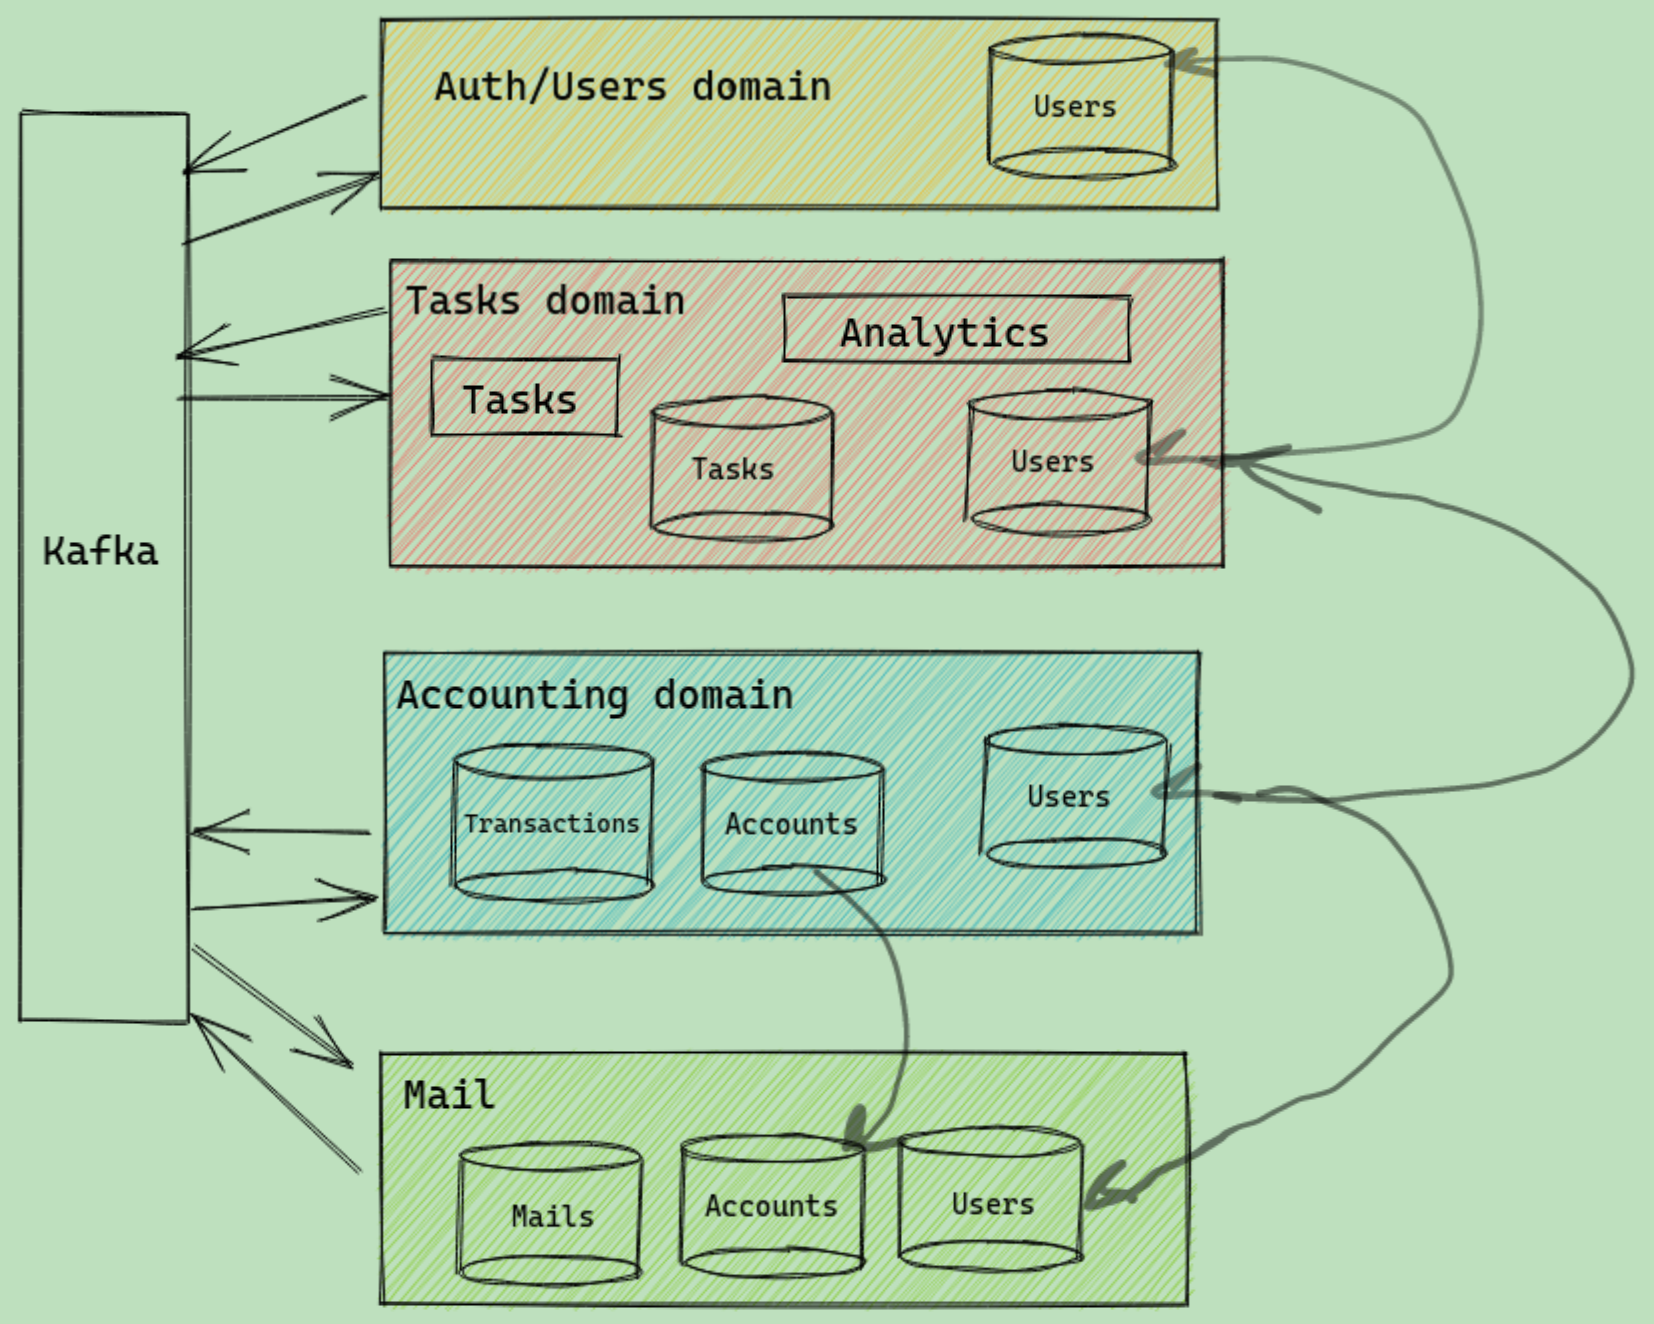 Kafka
Auth/Users domain
Users
Tasks domain
Analytics
Tasks
Tasks
Users
Accounting domain
Transactions
Accounts
Users
Mail
Mails
Accounts
Users